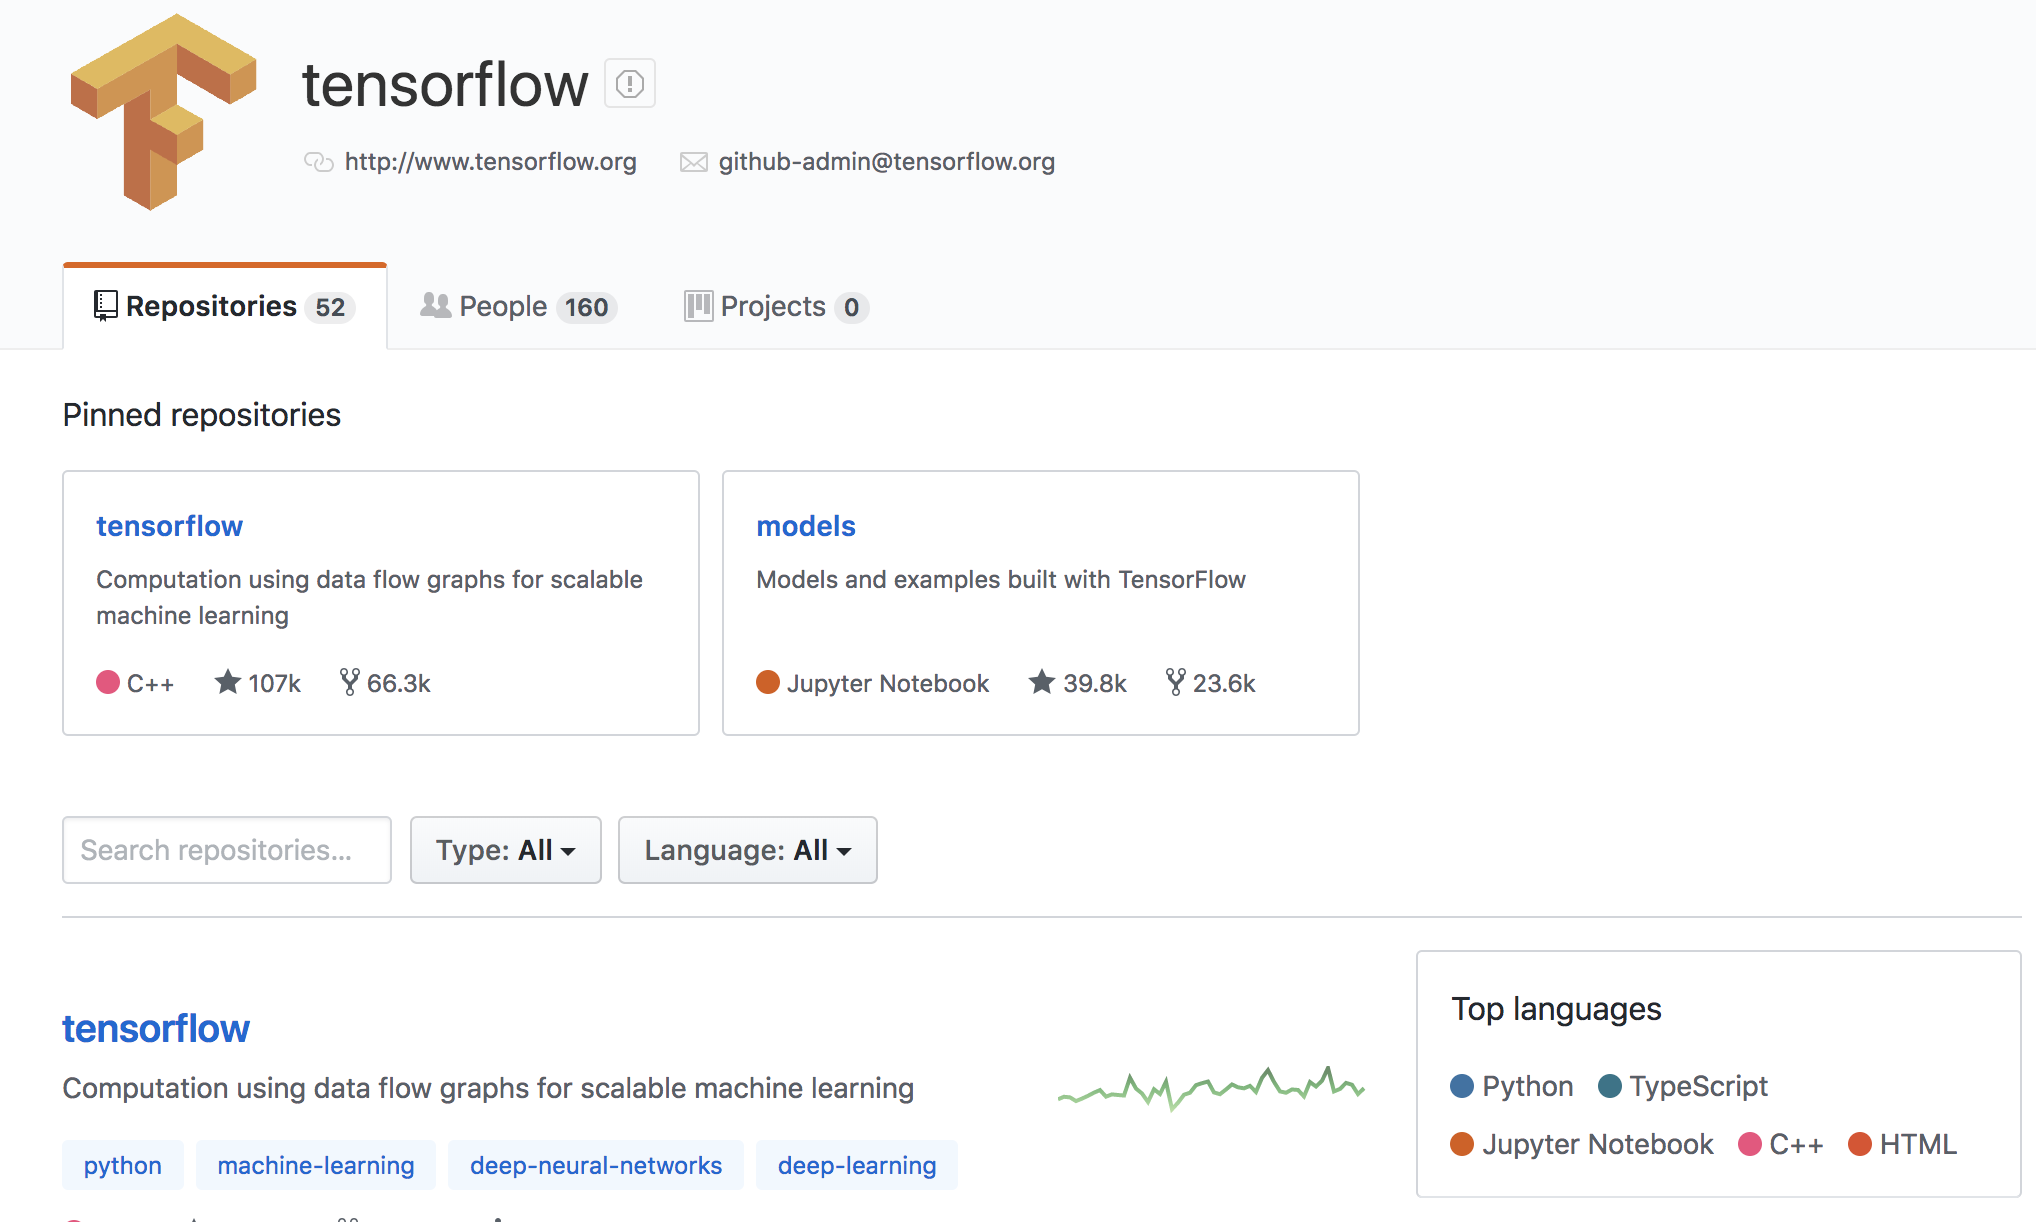 tensorflow
http://www.tensorflow.org github-admin@tensorflow.org
Repositories 52 People 160 Projects 0
Pinned repositories
tensorflow
Computation using data flow graphs for scalable
machine learning
C++ 107k 66.3k
models
Models and examples built with TensorFlow
Jupyter Notebook 39.8k 23.6k
Search repositories...
Type: All
Language: All
tensorflow
Computation using data flow graphs for scalable machine learning
python machine-learning deep-neural-networks deep-learning
Top languages
Python TypeScript
Jupyter Notebook C++ HTML